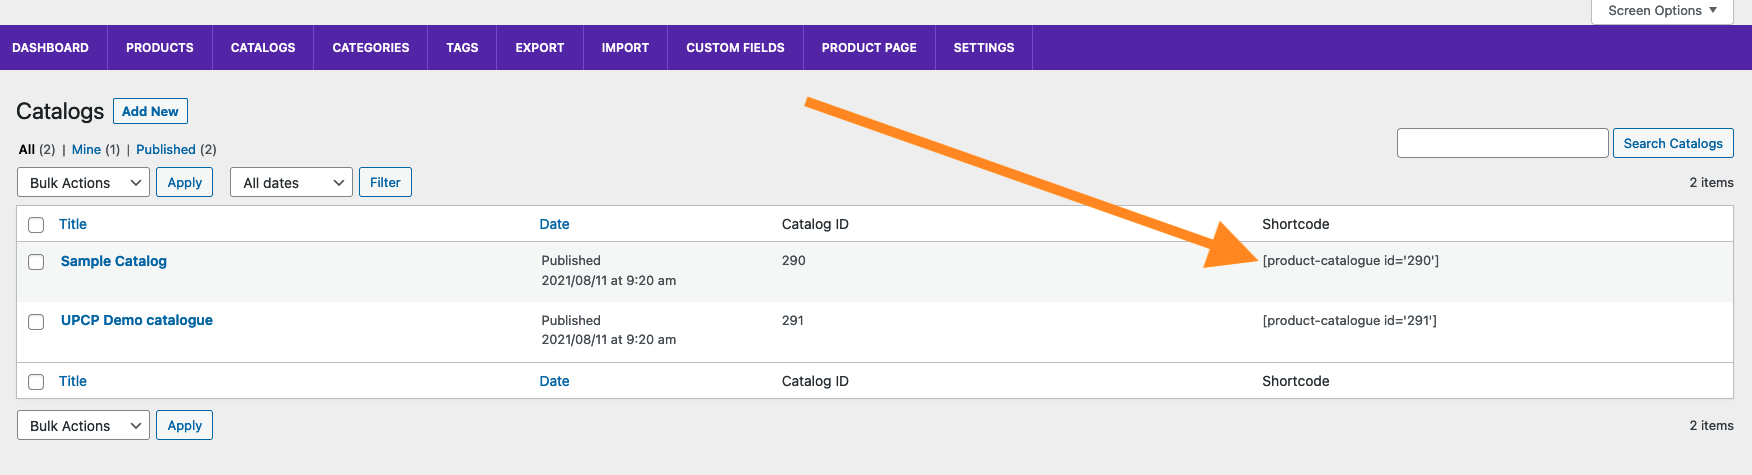 Screen Options
DASHBOARD PRODUCTS CATALOGS CATEGORIES TAGS EXPORT IMPORT CUSTOM FIELDS PRODUCT PAGE SETTINGS
Catalogs Add New
All (2) | Mine (1) | Published (2)
Search Catalogs
Bulk Actions Apply All dates Filter
2 items
Title Date Catalog ID Shortcode
Sample Catalog Published 290 [product-catalogue id='290']
2021/08/11 at 9:20 am
UPCP Demo catalogue Published 291 [product-catalogue id='291']
2021/08/11 at 9:20 am
Title Date Catalog ID Shortcode
Bulk Actions Apply 2 items